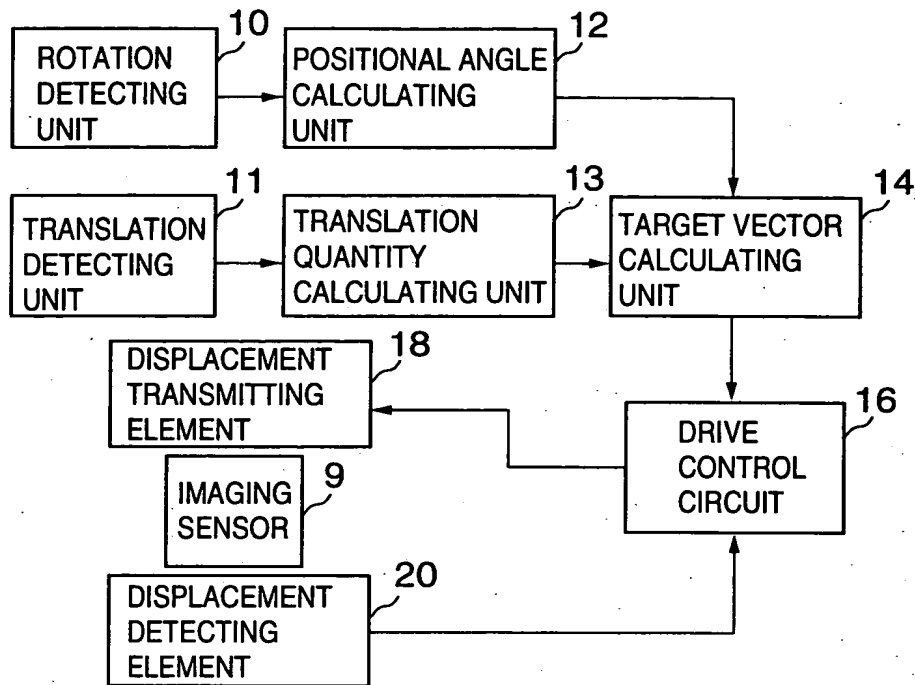 10
ROTATION
DETECTING
UNIT
12
POSITIONAL ANGLE
CALCULATING
UNIT
11
TRANSLATION
DETECTING
UNIT
13
TRANSLATION
QUANTITY
CALCULATING UNIT
14
TARGET VECTOR
CALCULATING
UNIT
18
DISPLACEMENT
TRANSMITTING
ELEMENT
16
DRIVE
CONTROL
CIRCUIT
9
IMAGING
SENSOR
20
DISPLACEMENT
DETECTING
ELEMENT